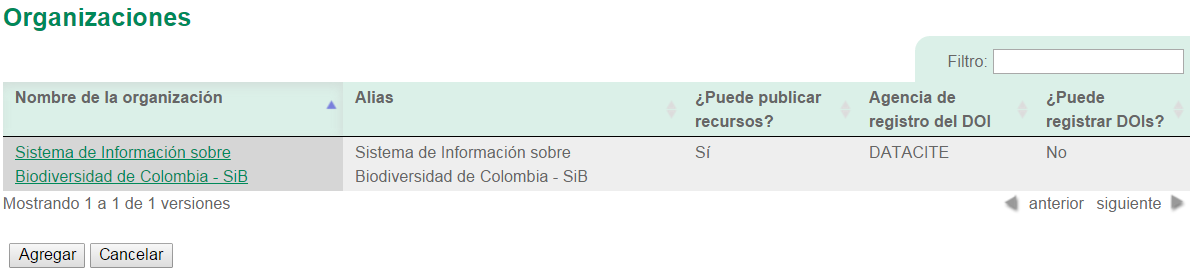 Organizaciones
Filtro:
Nombre de la organización Alias ¿Puede publicar recursos? Agencia de registro del DOI ¿Puede registrar DOIs?
Sistema de Información sobre Biodiversidad de Colombia - SiB Sistema de Información sobre Biodiversidad de Colombia - SiB Sí DATACITE No
Mostrando 1 a 1 de 1 versiones anterior siguiente
Agregar Cancelar